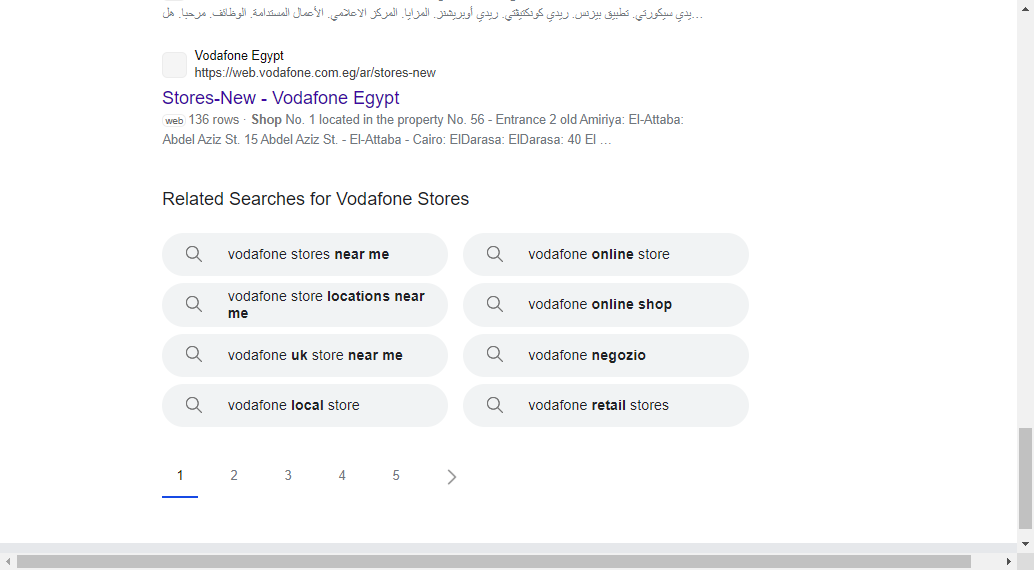 يدي سيكورتي. تطبيق بيزنس. ريدي كونكتيڤتي. ريدي أوبريشنز. المزايا. المركز الاعلامي. الأعمال المستدامة. الوظائف. مرحبا. هل…
Vodafone Egypt
https://web.vodafone.com.eg/ar/stores-new
Stores-New - Vodafone Egypt
web 136 rows · Shop No. 1 located in the property No. 56 - Entrance 2 old Amiriya: El-Attaba:
Abdel Aziz St. 15 Abdel Aziz St. - El-Attaba - Cairo: ElDarasa: ElDarasa: 40 El …
Related Searches for Vodafone Stores
vodafone stores near me
vodafone online store
vodafone store locations near
me
vodafone online shop
vodafone uk store near me
vodafone negozio
vodafone local store
vodafone retail stores
1 2 3 4 5